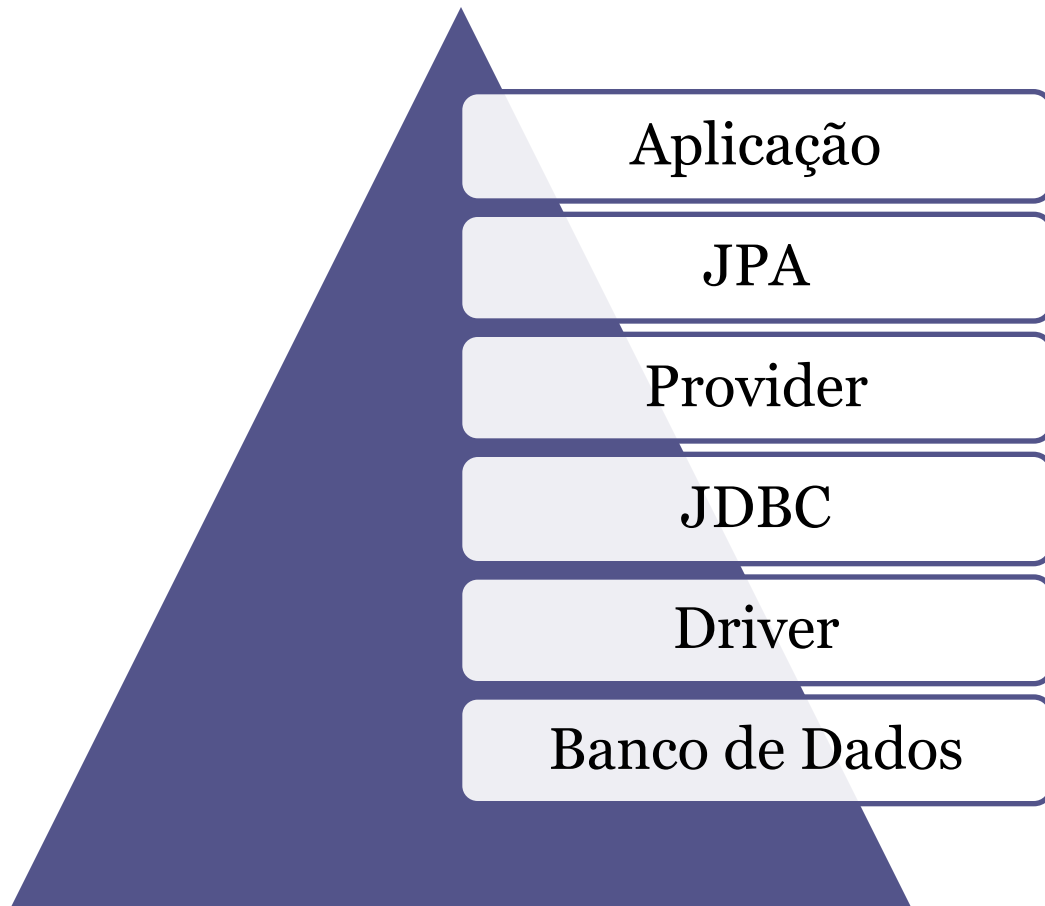 Aplicação
JPA
Provider
JDBC
Driver
Banco de Dados